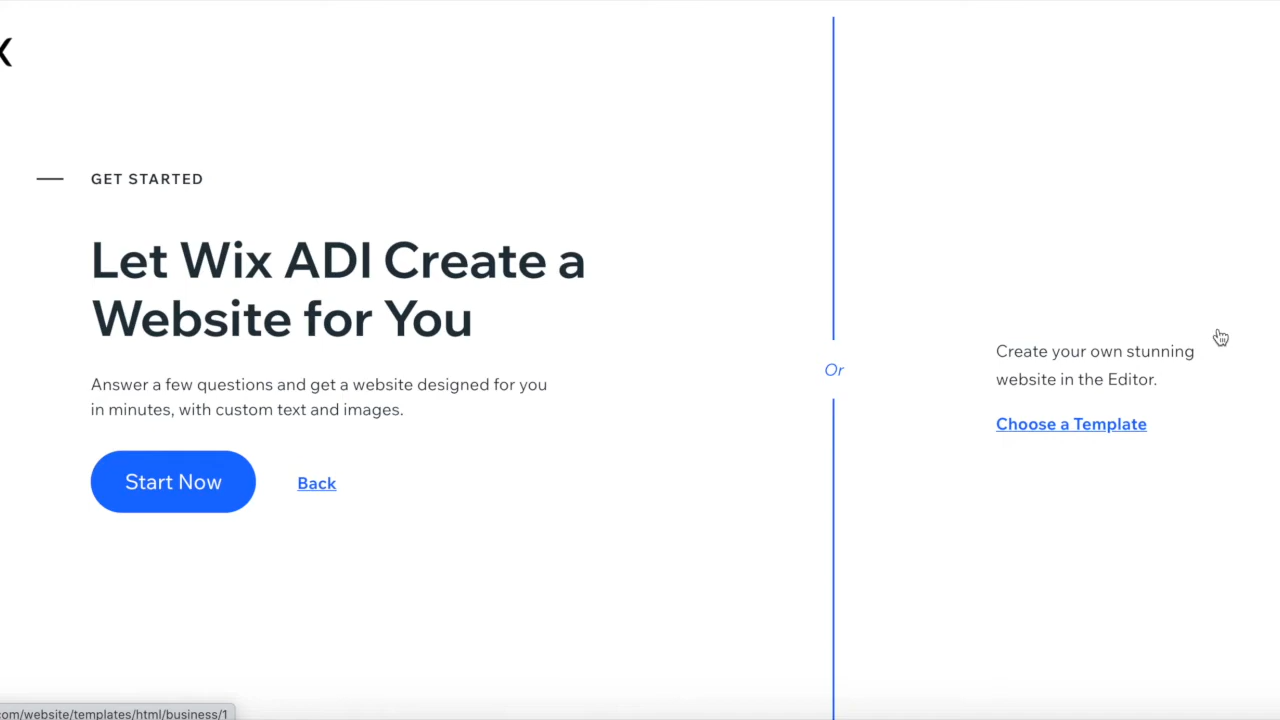 X
GET STARTED
Let Wix ADI Create a
Website for You
Answer a few questions and get a website designed for you
in minutes, with custom text and images.
Start Now
Back
Or
Create your own stunning
website in the Editor.
Choose a Template
com/website/templates/html/business/1